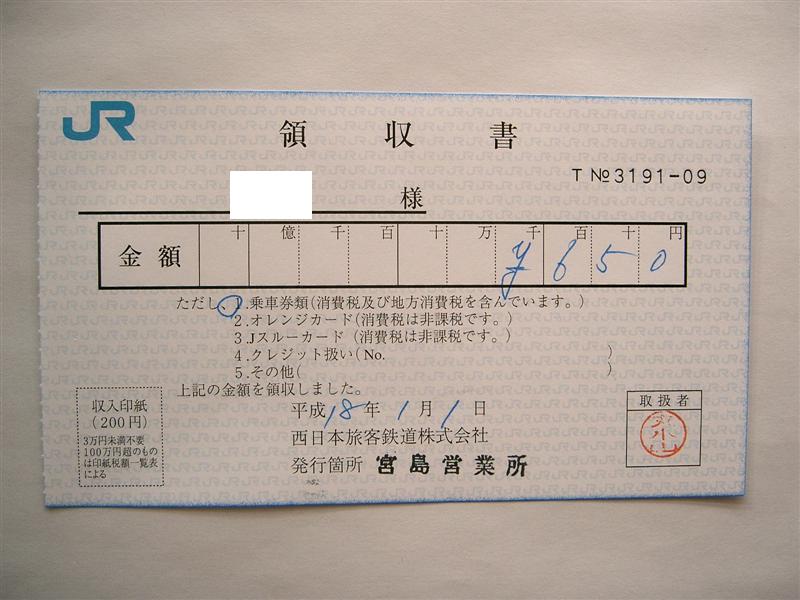 JR
領収書
T №3191-09
様
金額 十 億 千 百 十 万 千 百 十 円
¥650
ただし、1.乗車券類(消費税及び地方消費税を含んでいます。)
2.オレンジカード(消費税は非課税です。)
3.Jスルーカード(消費税は非課税です。)
4.クレジット扱い(No. )
5.その他( )
上記の金額を領収しました。
平成18年1月1日
西日本旅客鉄道株式会社
発行箇所 宮島営業所
収入印紙
(200円)
3万円未満不要
100万円超のもの
は印紙税額一覧表
による
取扱者